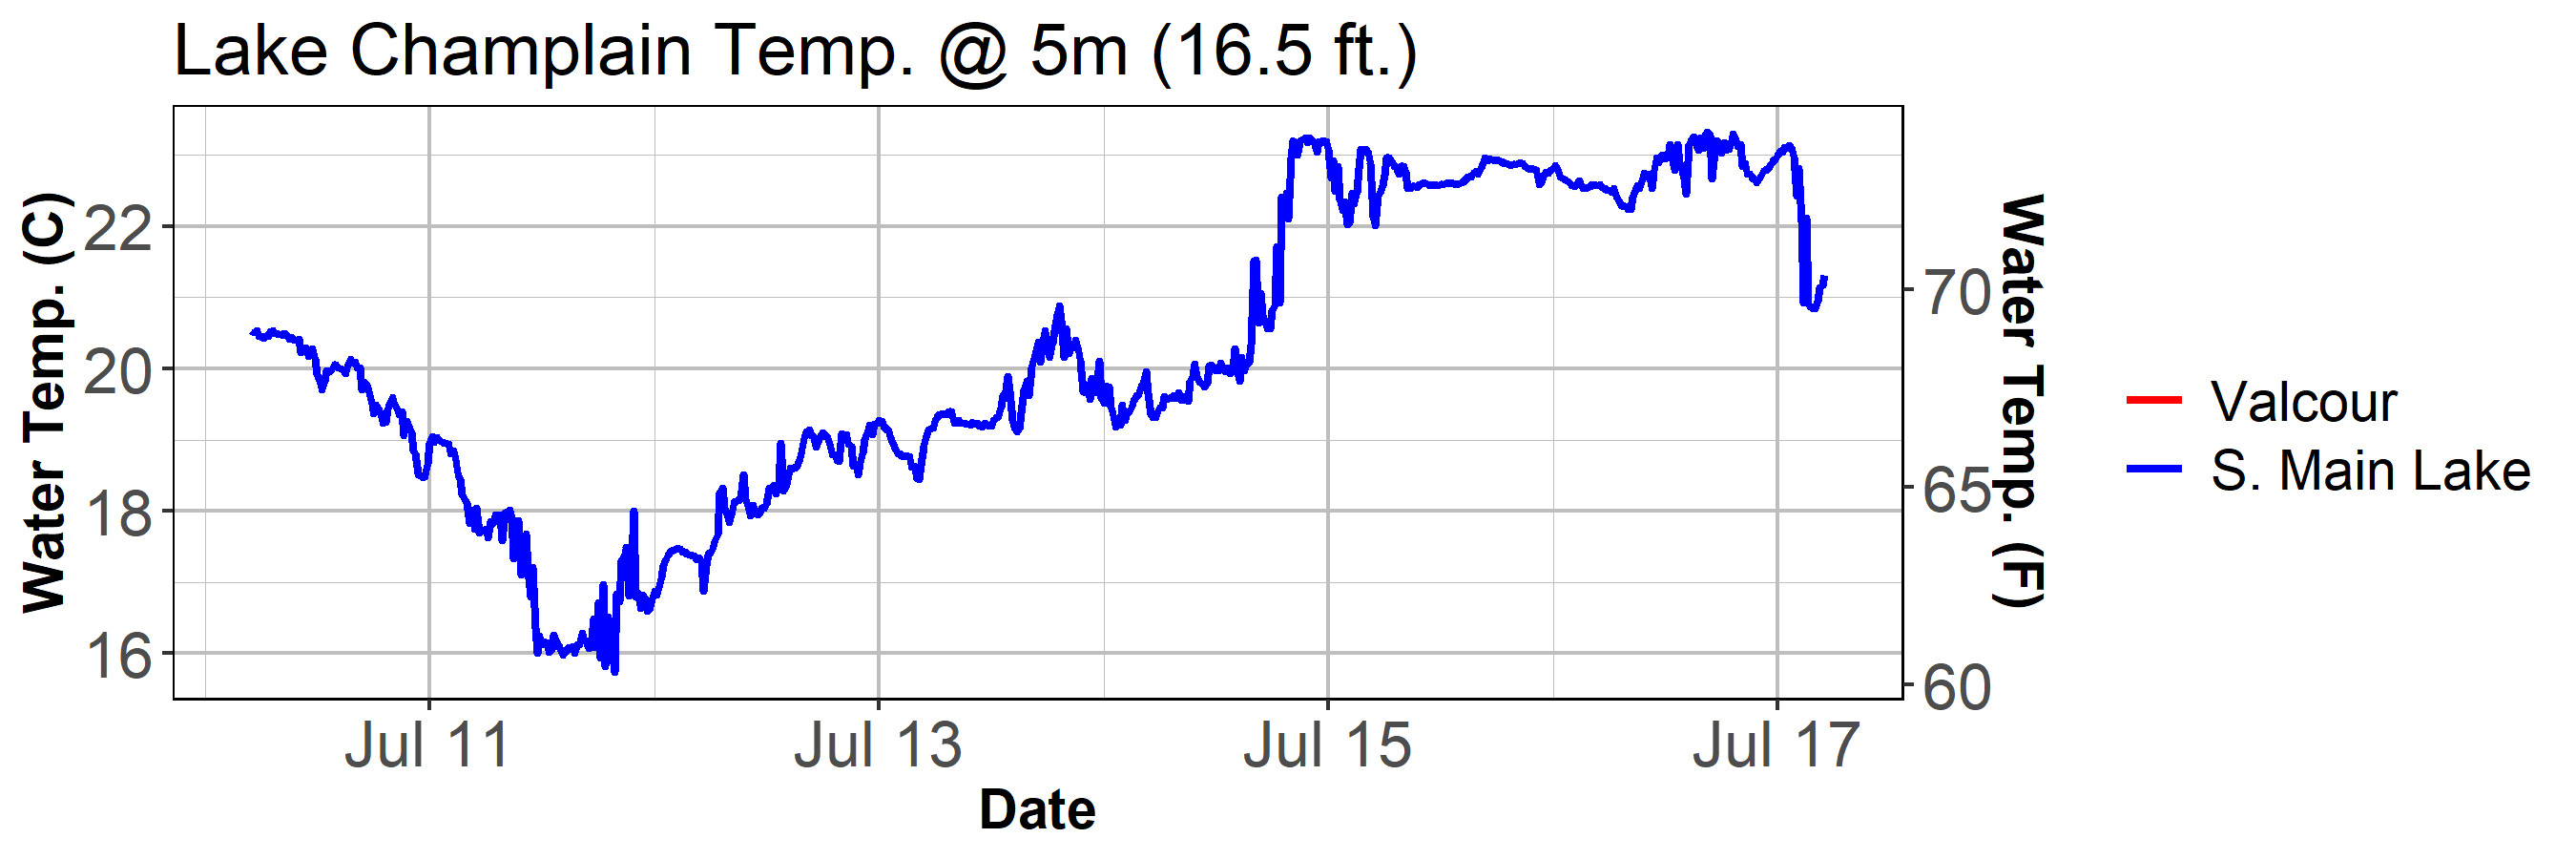 Lake Champlain Temp. @ 5m (16.5 ft.)
Water Temp. (C)
22
20
18
16
70
65
60
Water Temp. (F)
Jul 11
Jul 13
Jul 15
Jul 17
Date
Valcour
S. Main Lake